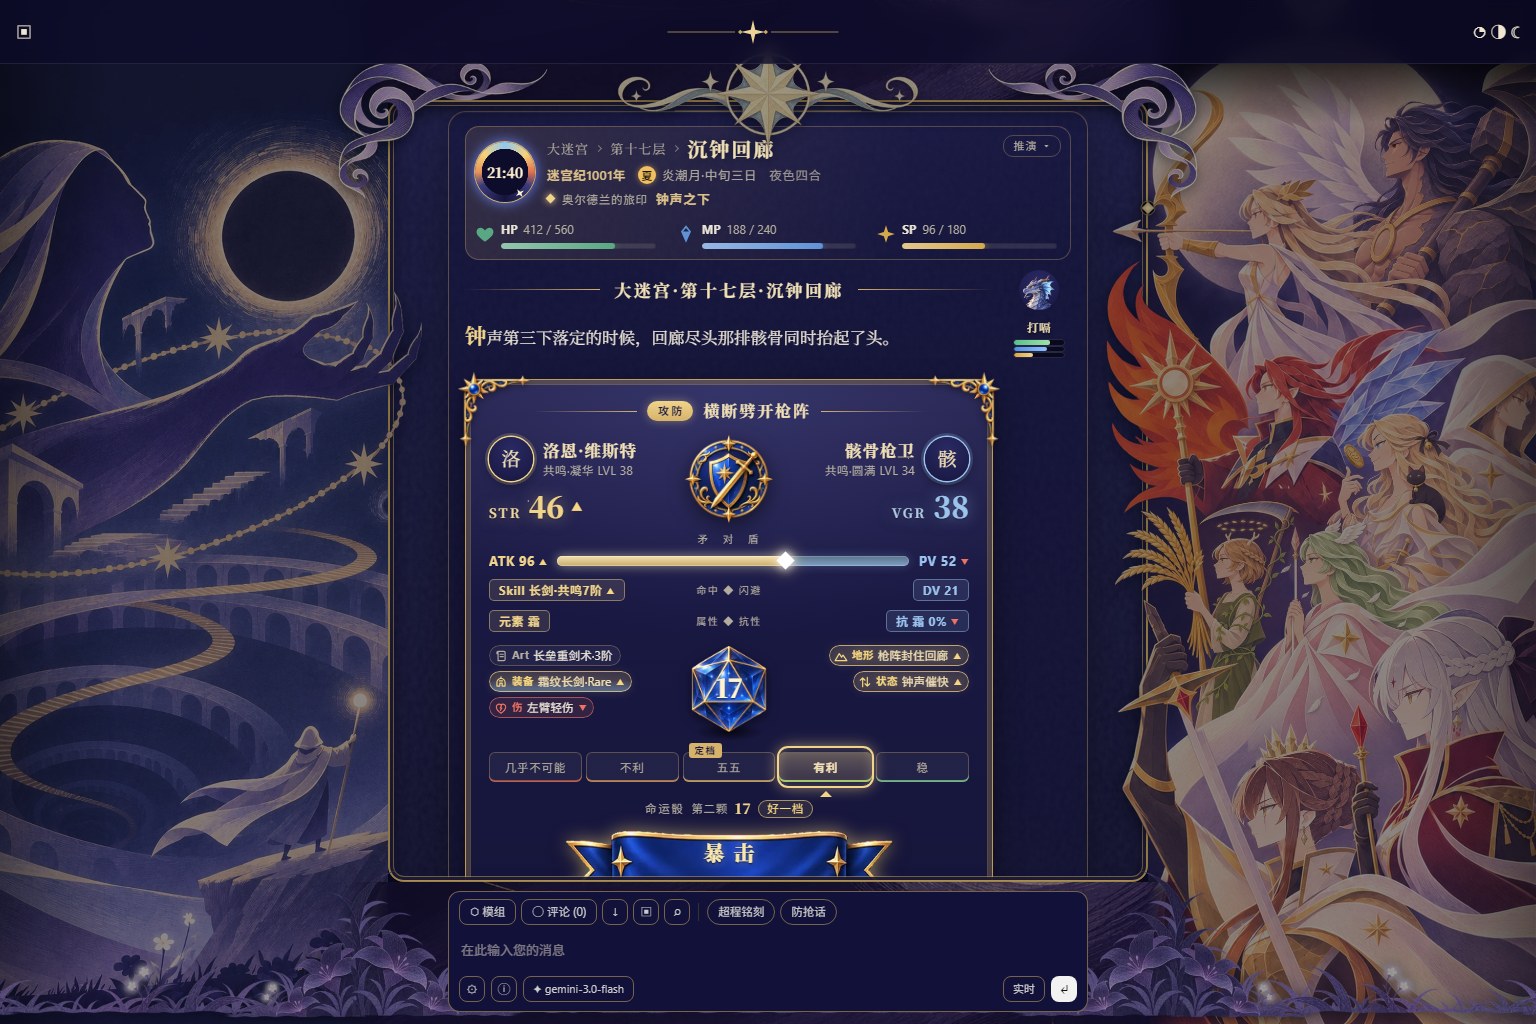 21:40
大迷宫 › 第十七层 › 沉钟回廊
推演
迷宫纪1001年 夏 炎潮月·中旬三日 夜色四合
奥尔德兰的旅印 钟声之下
HP 412 / 560
MP 188 / 240
SP 96 / 180
大迷宫·第十七层·沉钟回廊
打嗝
钟声第三下落定的时候，回廊尽头那排骸骨同时抬起了头。
攻防 横断劈开枪阵
洛 洛恩·维斯特
共鸣·凝华 LVL 38
骸骨枪卫 骸
共鸣·圆满 LVL 34
STR 46
VGR 38
矛 对 盾
ATK 96
PV 52
Skill 长剑·共鸣7阶
命中 ◆ 闪避
DV 21
元素 霜
属性 ◆ 抗性
抗 霜 0%
Art 长垒重剑术·3阶
地形 枪阵封住回廊
装备 霜纹长剑·Rare
状态 钟声催快
伤 左臂轻伤
17
定档
几乎不可能 不利 五五 有利 稳
命运骰 第二颗 17 好一档
暴击
模组 评论 (0) 超程铭刻 防抢话
在此输入您的消息
gemini-3.0-flash
实时